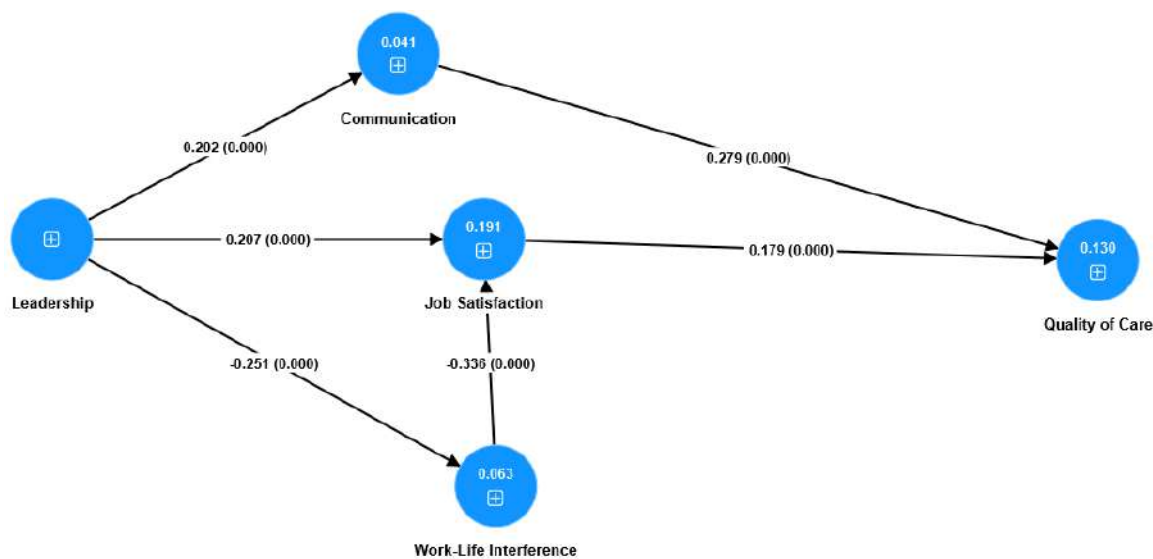 0.041
Communication
0.202 (0.000)
0.279 (0.000)
0.191
0.207 (0.000)
0.179 (0.000)
0.130
Leadership
Job Satisfaction
Quality of Care
-0.251 (0.000)
-0.336 (0.000)
0.063
Work-Life Interference